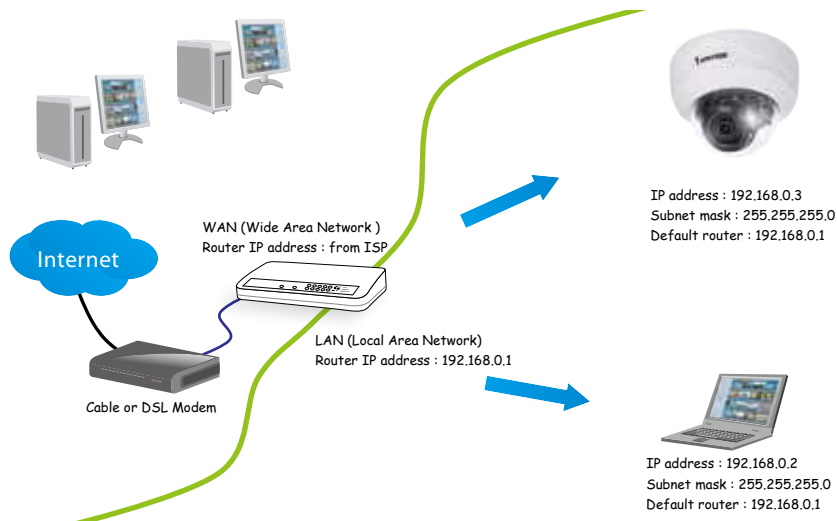 IP address : 192.168.0.3
Subnet mask : 255.255.255.0
Default router : 192.168.0.1
WAN (Wide Area Network )
Router IP address : from ISP
Internet
LAN (Local Area Network)
Router IP address : 192.168.0.1
Cable or DSL Modem
IP address : 192.168.0.2
Subnet mask : 255.255.255.0
Default router : 192.168.0.1